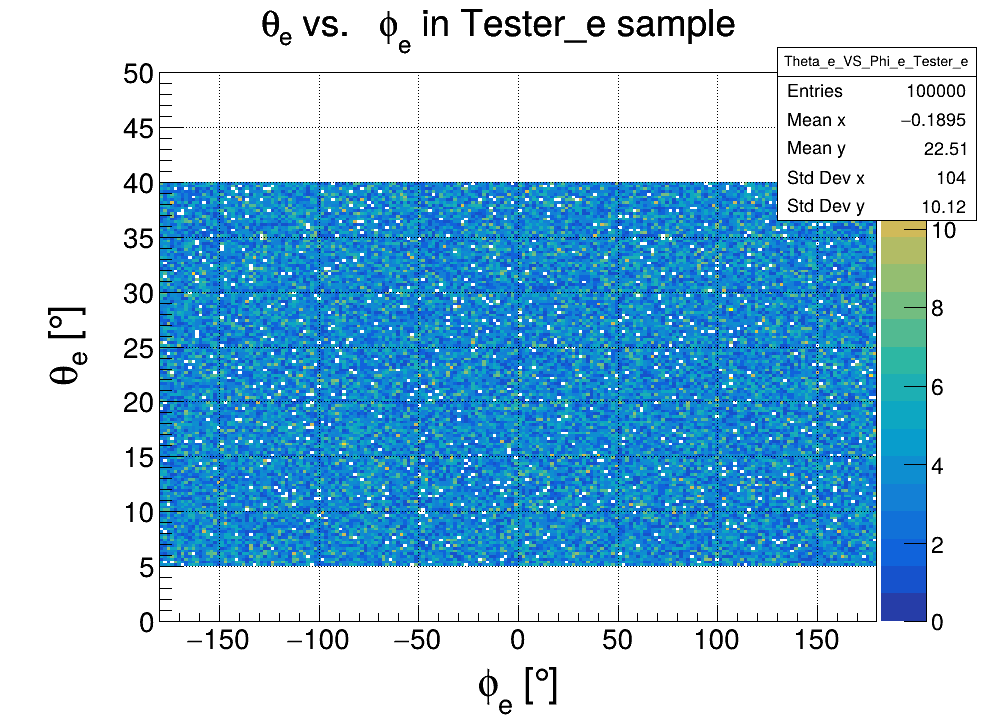 θe vs. ϕe in Tester_e sample
Theta_e_VS_Phi_e_Tester_e
Entries 100000
Mean x −0.1895
Mean y 22.51
Std Dev x 104
Std Dev y 10.12
50
45
40
35
30
25
20
15
10
5
0
θe [°]
10
8
6
4
2
0
−150 −100 −50 0 50 100 150
ϕe [°]